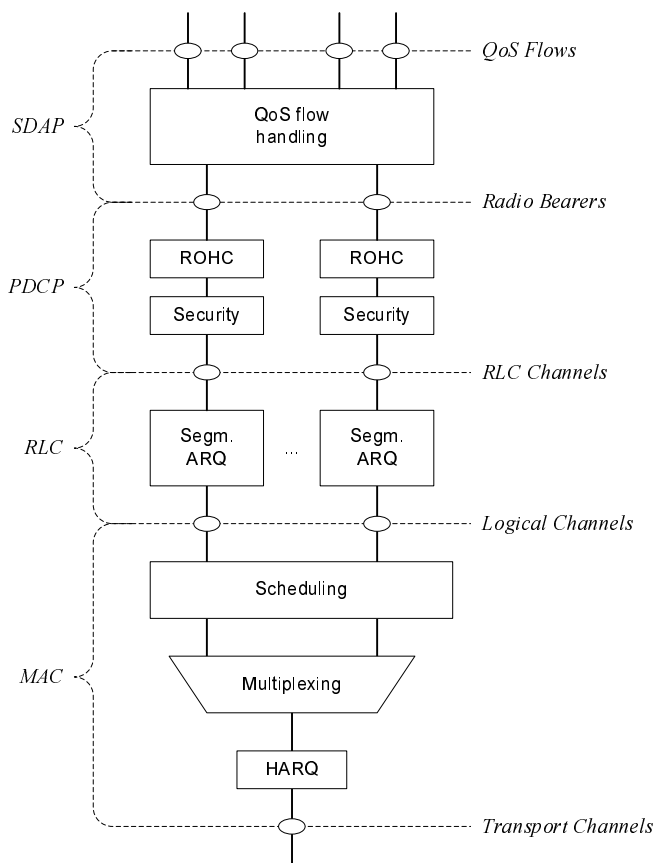 QoS Flows
SDAP
QoS flow
handling
Radio Bearers
ROHC
ROHC
PDCP
Security
Security
RLC Channels
Segm.
ARQ
...
Segm.
ARQ
RLC
Logical Channels
Scheduling
MAC
Multiplexing
HARQ
Transport Channels